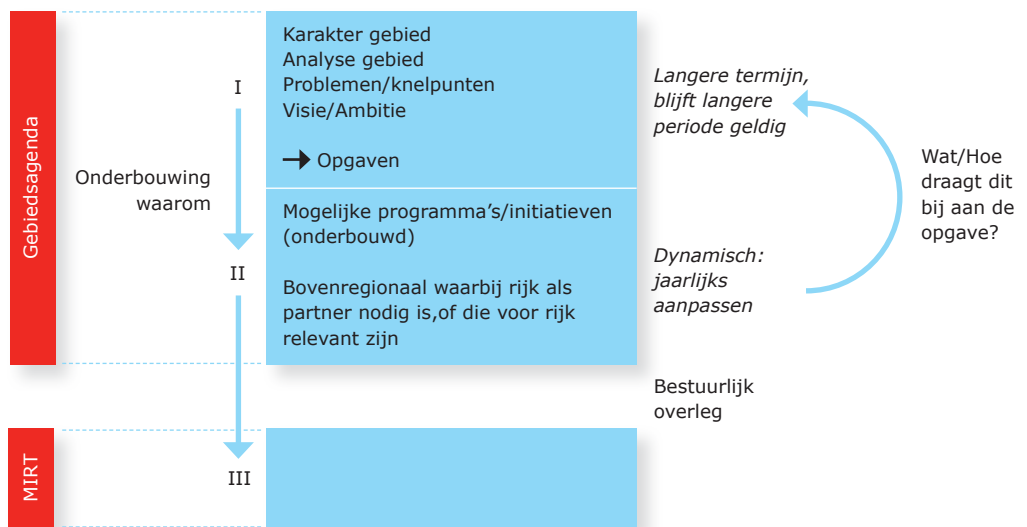 Gebiedsagenda
I
Onderbouwing
waarom
II
Karakter gebied
Analyse gebied
Problemen/knelpunten
Visie/Ambitie
Opgaven
Mogelijke programma's/initiatieven
(onderbouwd)
Bovenregionaal waarbij rijk als
partner nodig is,of die voor rijk
relevant zijn
Langere termijn,
blijft langere
periode geldig
Dynamisch:
jaarlijks
aanpassen
Wat/Hoe
draagt dit
bij aan de
opgave?
Bestuurlijk
overleg
MIRT
III